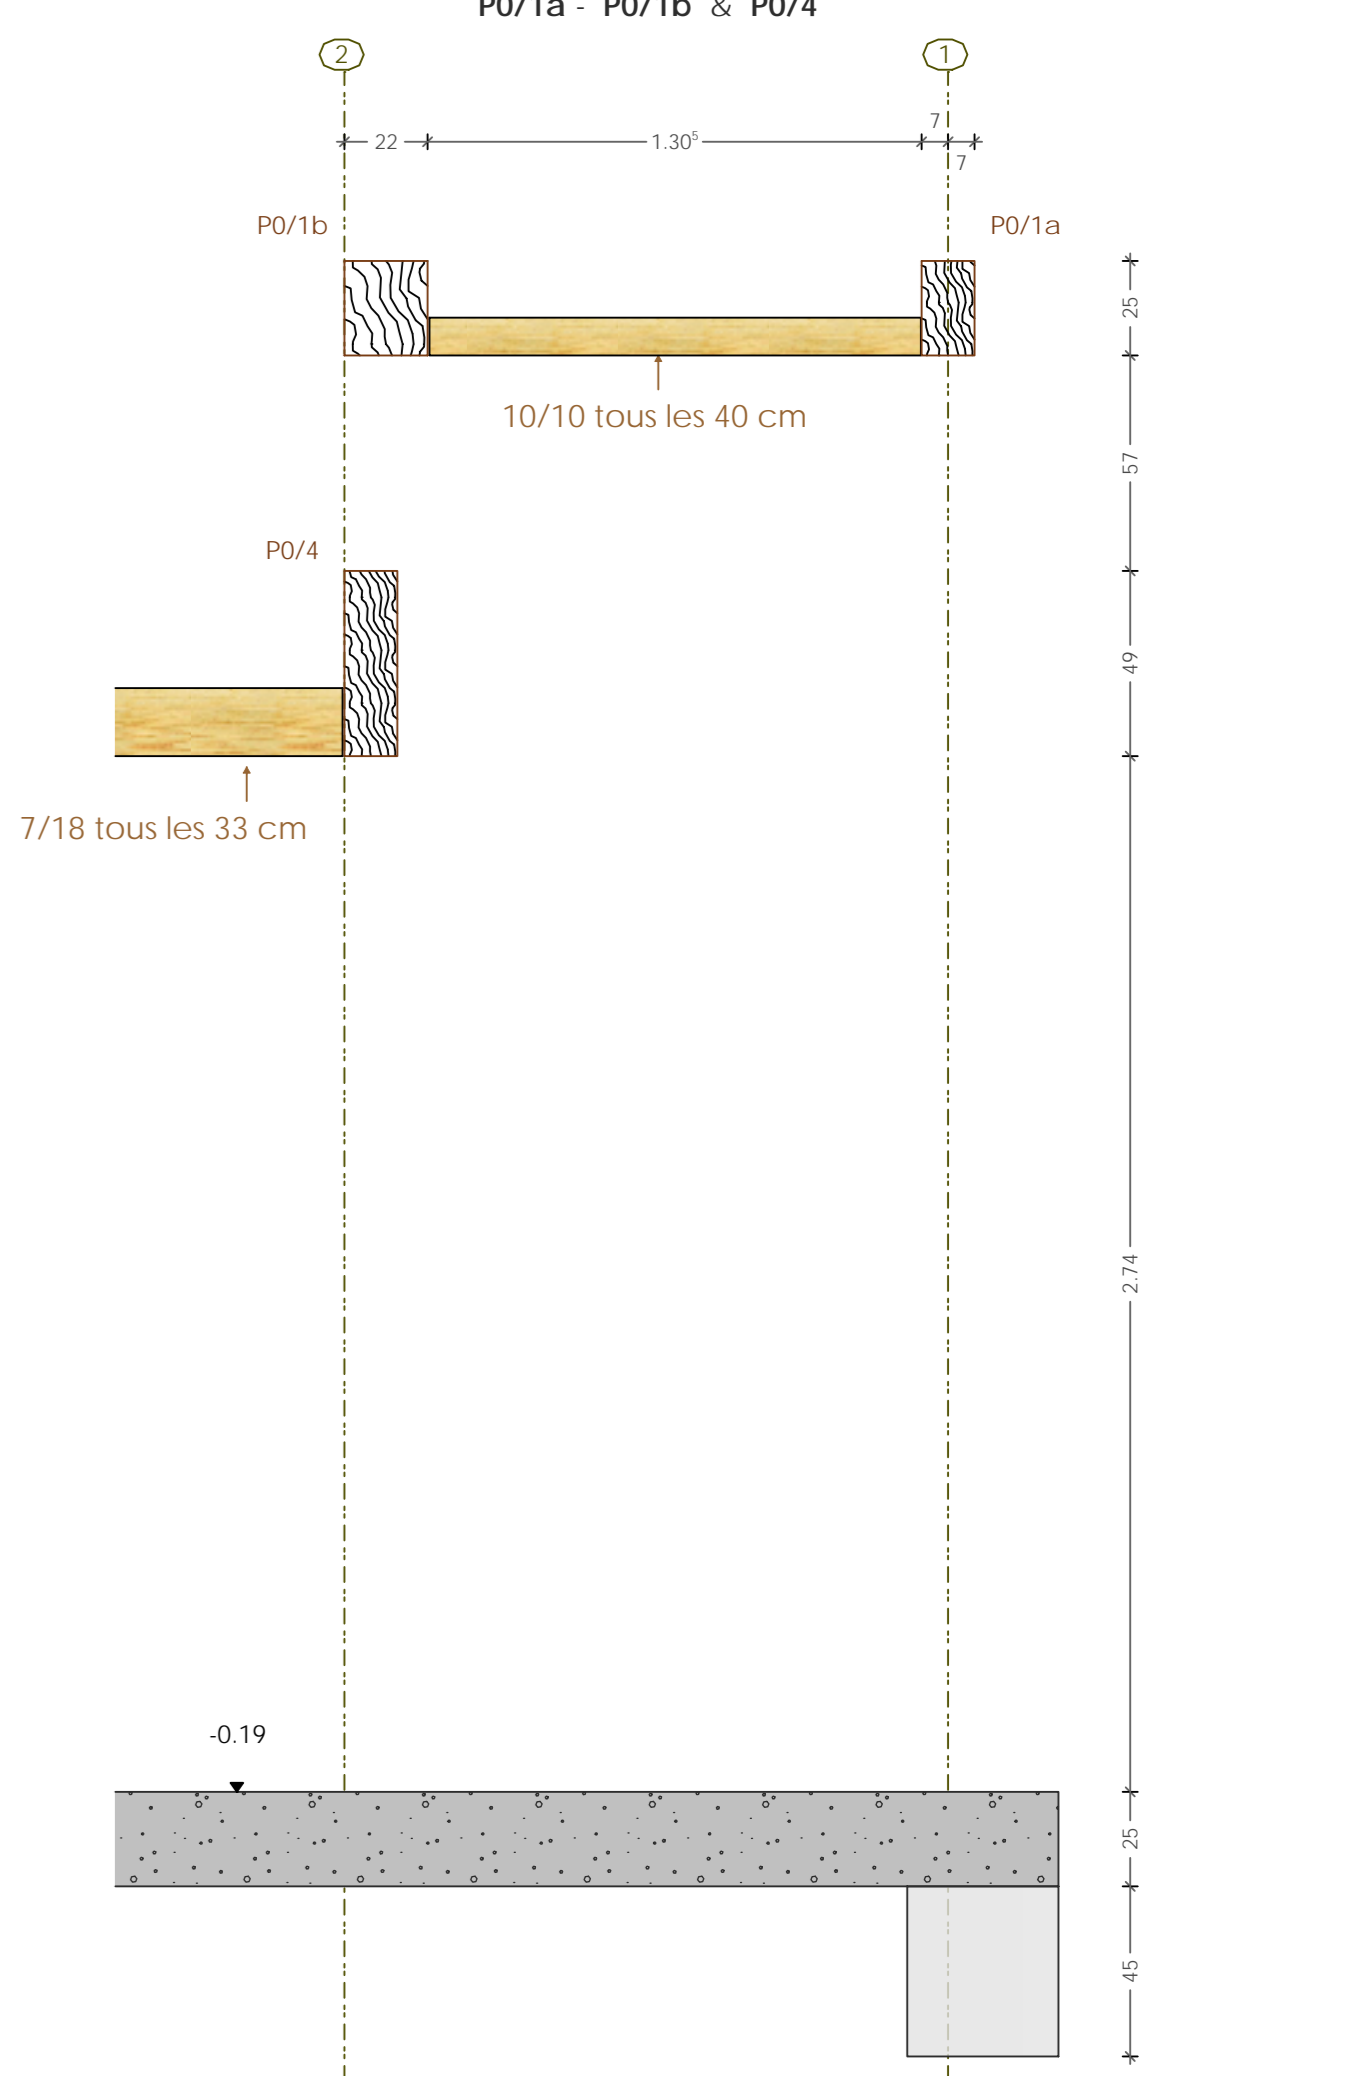 P0/1a - P0/1b & P0/4
2
1
7
22
1.30⁵
7
P0/1b
P0/1a
25
10/10 tous les 40 cm
57
P0/4
49
7/18 tous les 33 cm
2.74
-0.19
25
45